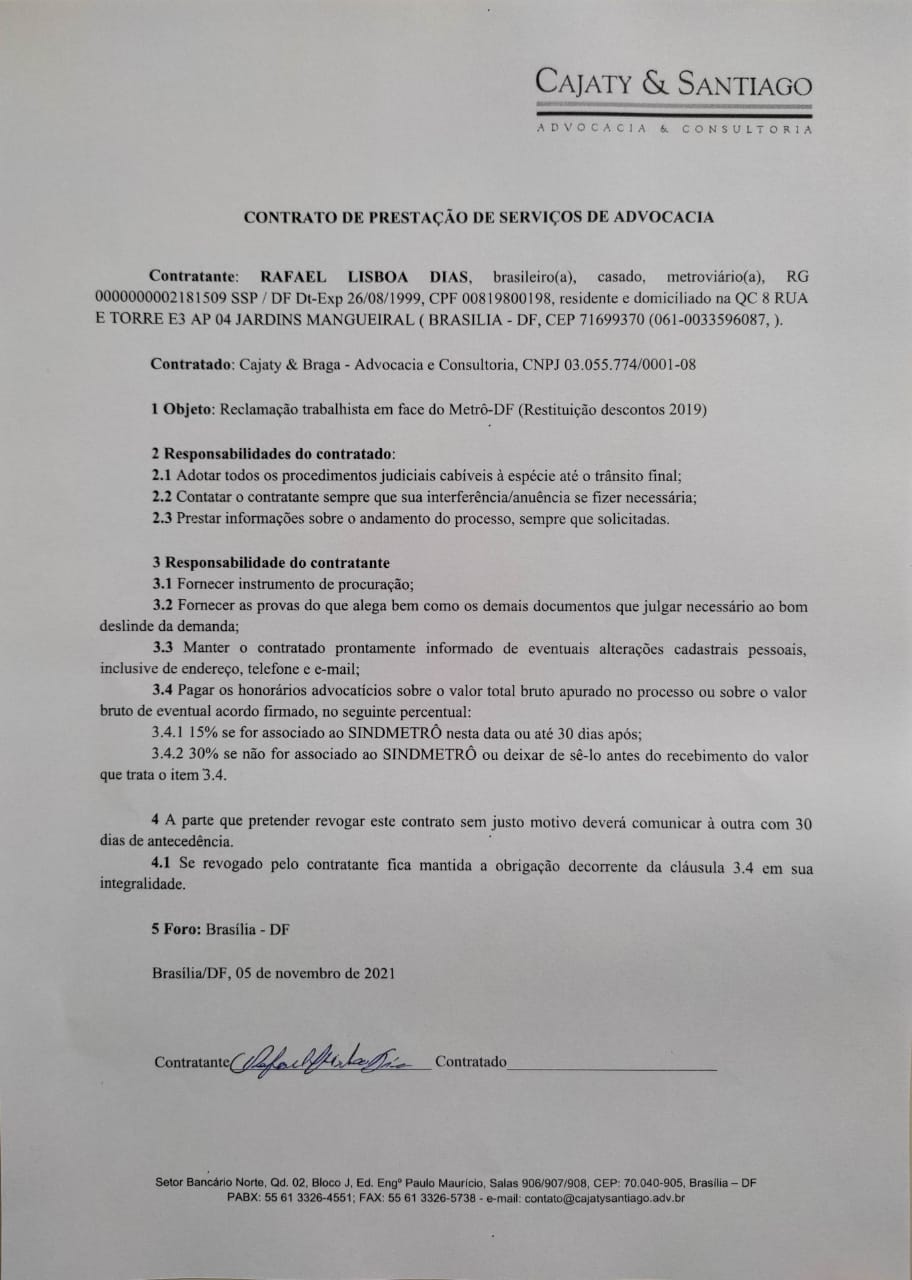 CAJATY & SANTIAGO
ADVOCACIA & CONSULTORIA
CONTRATO DE PRESTAÇÃO DE SERVIÇOS DE ADVOCACIA
Contratante: RAFAEL LISBOA DIAS, brasileiro(a), casado, metroviário(a), RG
0000000002181509 SSP / DF Dt-Exp 26/08/1999, CPF 00819800198, residente e domiciliado na QC 8 RUA
E TORRE E3 AP 04 JARDINS MANGUEIRAL ( BRASILIA - DF, CEP 71699370 (061-0033596087, ).
Contratado: Cajaty & Braga - Advocacia e Consultoria, CNPJ 03.055.774/0001-08
1 Objeto: Reclamação trabalhista em face do Metrô-DF (Restituição descontos 2019)
2 Responsabilidades do contratado:
2.1 Adotar todos os procedimentos judiciais cabíveis à espécie até o trânsito final;
2.2 Contatar o contratante sempre que sua interferência/anuência se fizer necessária;
2.3 Prestar informações sobre o andamento do processo, sempre que solicitadas.
3 Responsabilidade do contratante
3.1 Fornecer instrumento de procuração;
3.2 Fornecer as provas do que alega bem como os demais documentos que julgar necessário ao bom
deslinde da demanda;
3.3 Manter o contratado prontamente informado de eventuais alterações cadastrais pessoais,
inclusive de endereço, telefone e e-mail;
3.4 Pagar os honorários advocatícios sobre o valor total bruto apurado no processo ou sobre o valor
bruto de eventual acordo firmado, no seguinte percentual:
3.4.1 15% se for associado ao SINDMETRÔ nesta data ou até 30 dias após;
3.4.2 30% se não for associado ao SINDMETRÔ ou deixar de sê-lo antes do recebimento do valor
que trata o item 3.4.
4 A parte que pretender revogar este contrato sem justo motivo deverá comunicar à outra com 30
dias de antecedência.
4.1 Se revogado pelo contratante fica mantida a obrigação decorrente da cláusula 3.4 em sua
integralidade.
5 Foro: Brasília - DF
Brasília/DF, 05 de novembro de 2021
Contratante Rafael Lisboa Dias Contratado
Setor Bancário Norte, Qd. 02, Bloco J, Ed. Engº Paulo Maurício, Salas 906/907/908, CEP: 70.040-905, Brasília – DF
PABX: 55 61 3326-4551; FAX: 55 61 3326-5738 - e-mail: contato@cajatysantiago.adv.br